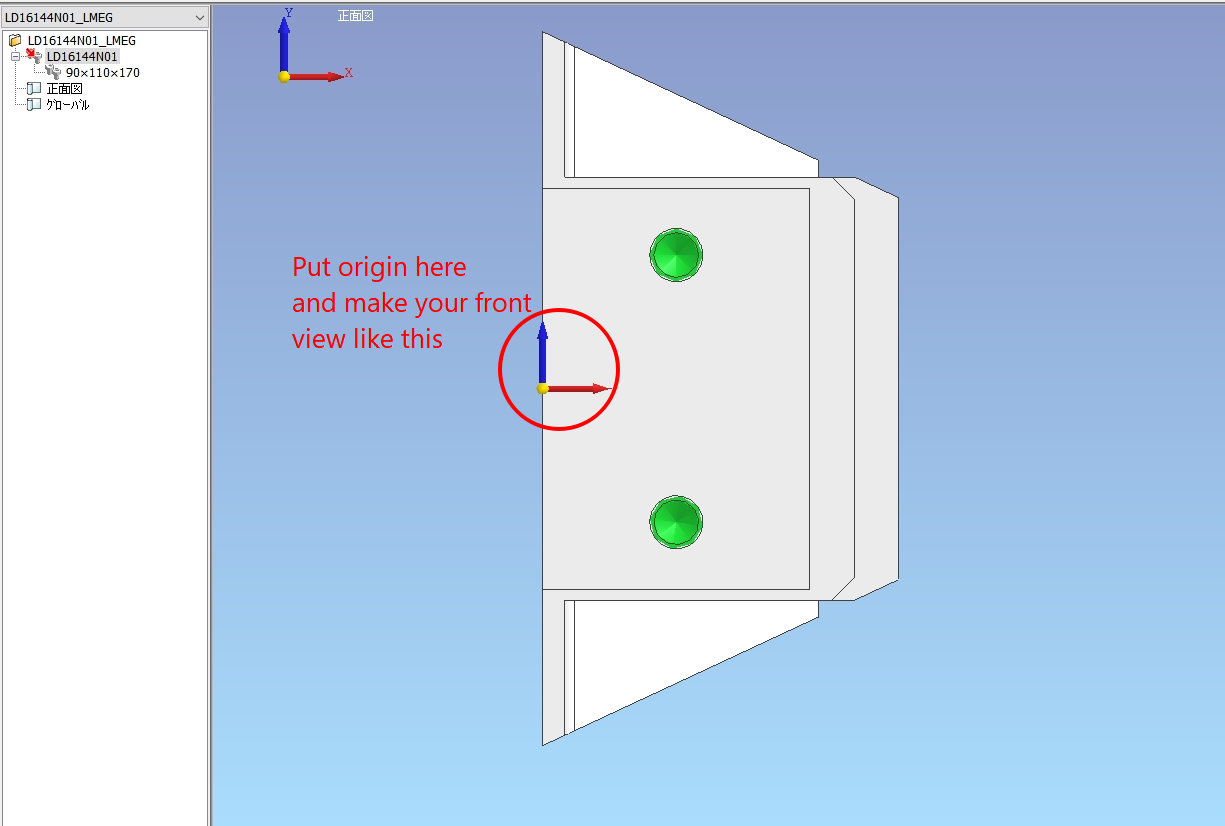 LD16144N01_LMEG
LD16144N01_LMEG
LD16144N01
90×110×170
正面図
グローバル
Y
正面図
X
Put origin here
and make your front
view like this